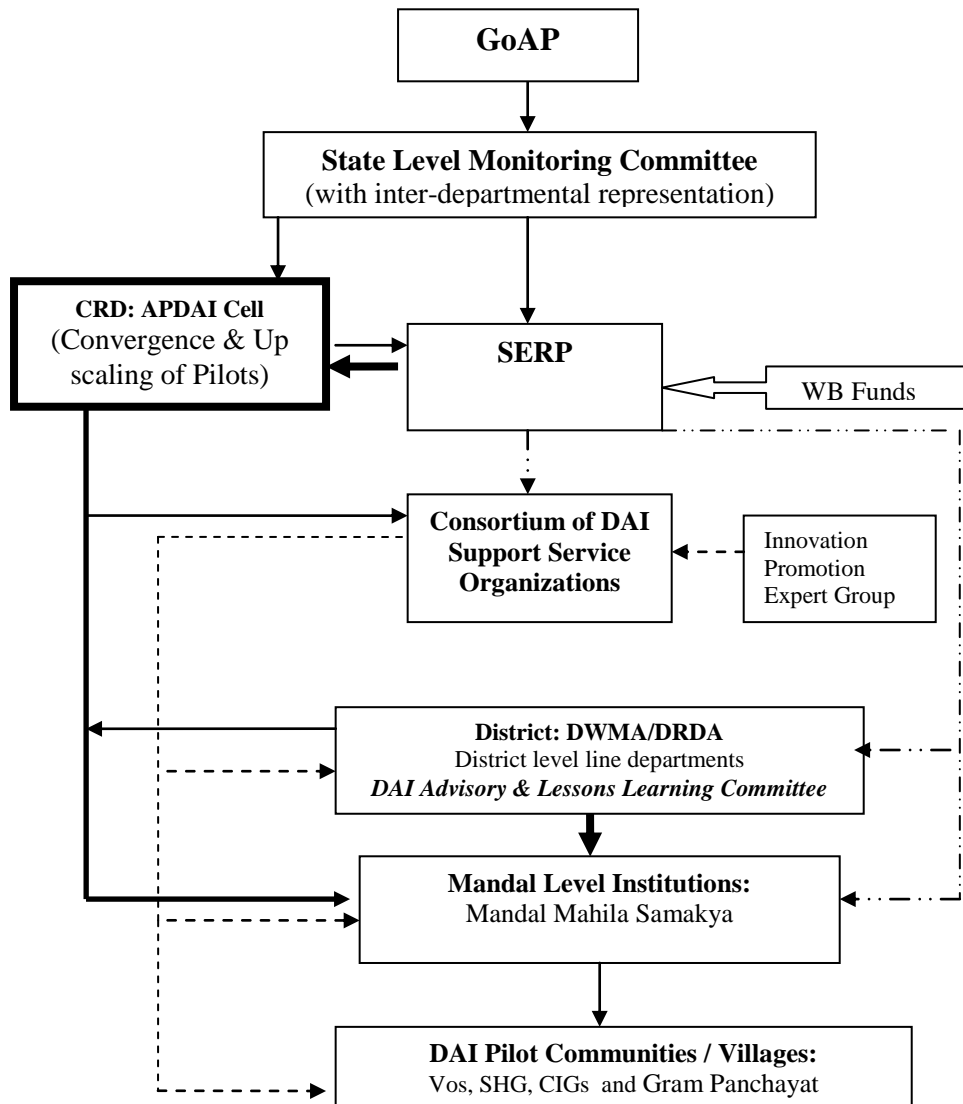 GoAP
State Level Monitoring Committee
(with inter-departmental representation)
CRD: APDAI Cell
(Convergence & Up
scaling of Pilots)
SERP
WB Funds
Consortium of DAI
Support Service
Organizations
Innovation
Promotion
Expert Group
District: DWMA/DRDA
District level line departments
DAI Advisory & Lessons Learning Committee
Mandal Level Institutions:
Mandal Mahila Samakya
DAI Pilot Communities / Villages:
Vos, SHG, CIGs and Gram Panchayat